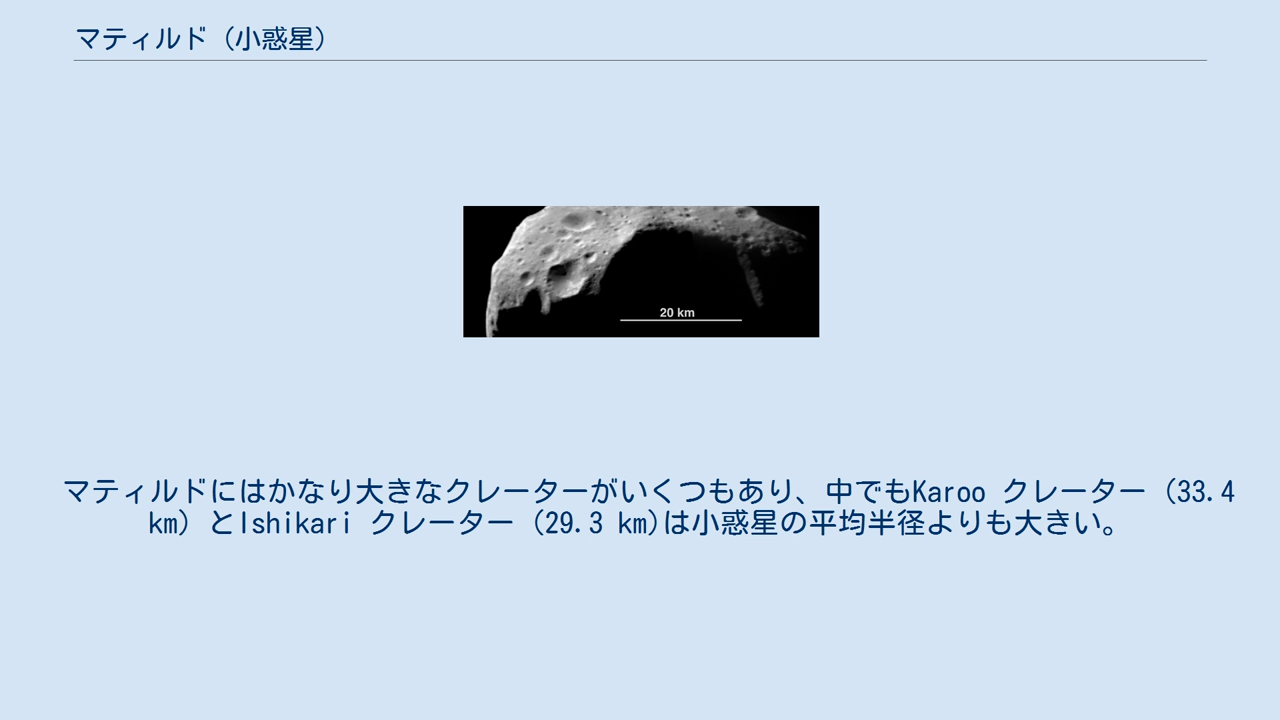 マティルド（小惑星）
20 km
マティルドにはかなり大きなクレーターがいくつもあり、中でもKaroo クレーター (33.4
km) とIshikari クレーター (29.3 km)は小惑星の平均半径よりも大きい。